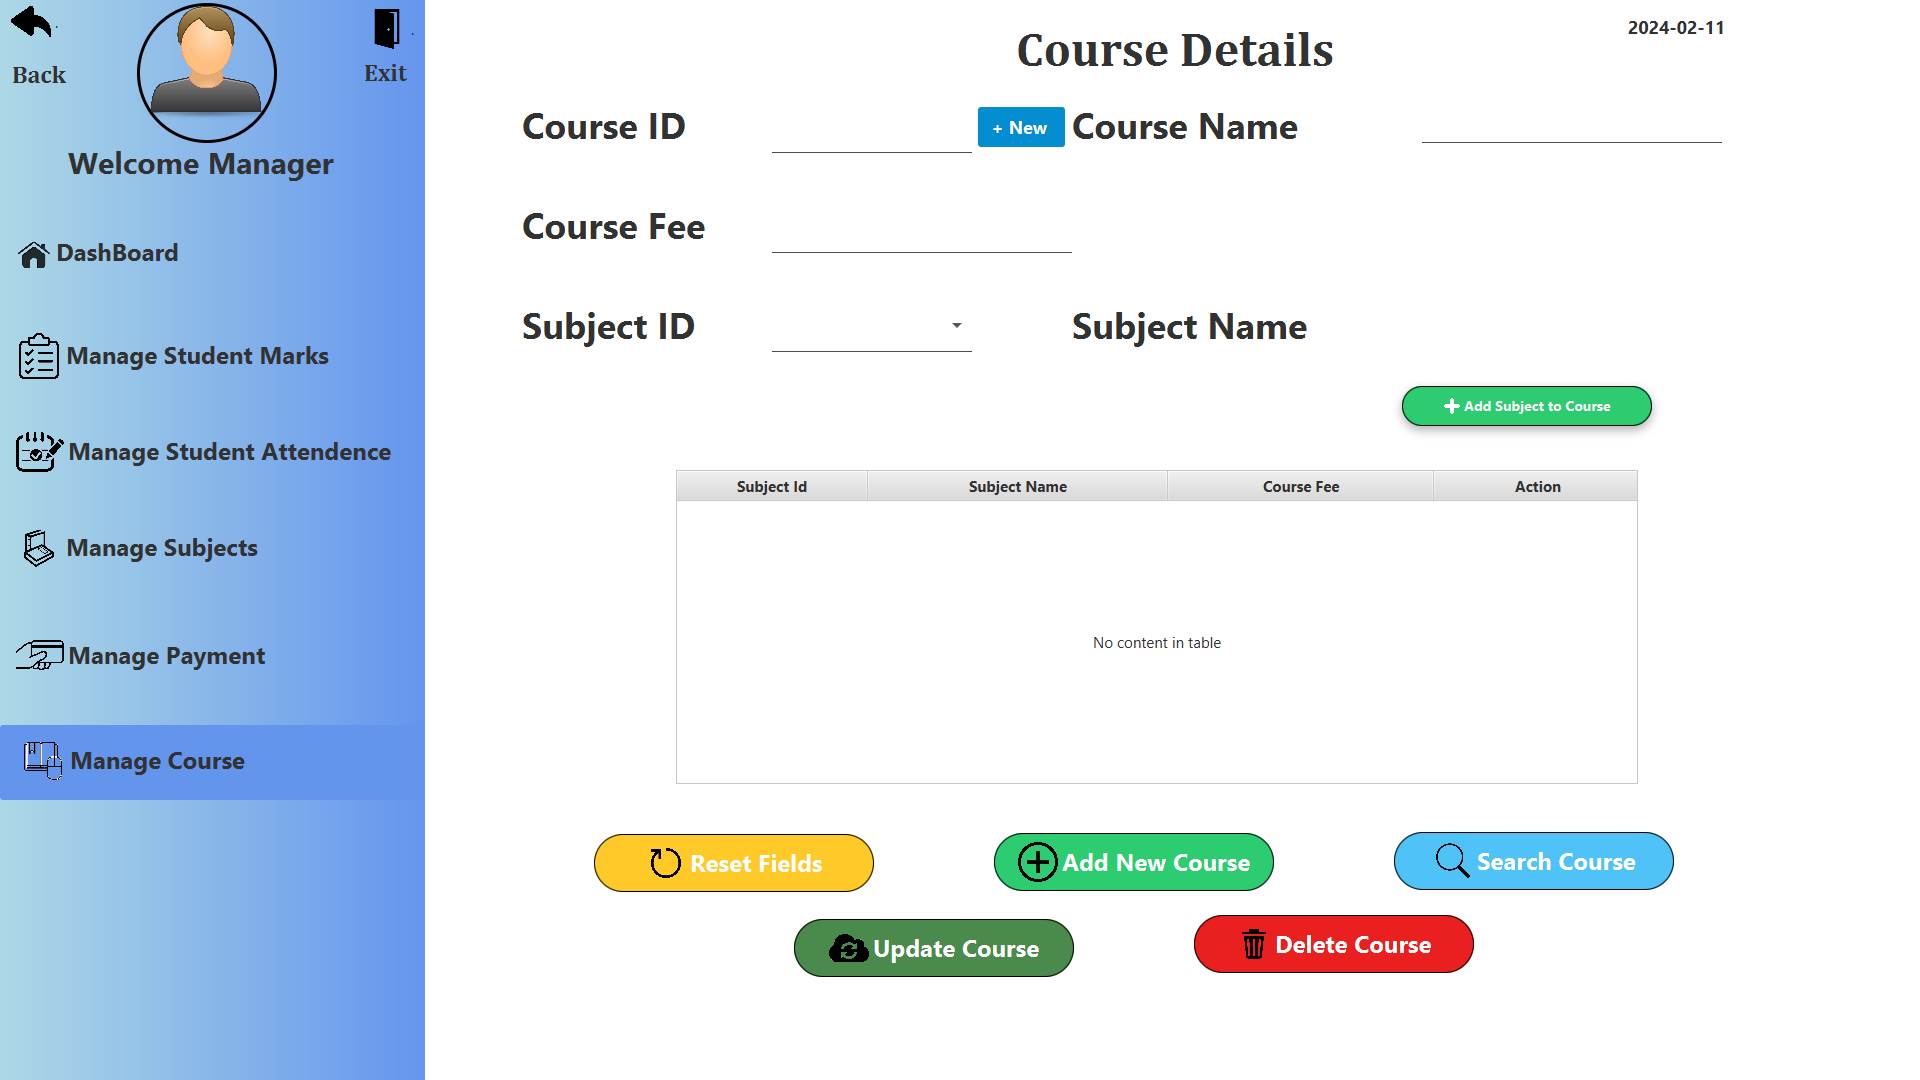 Back
Exit
Welcome Manager
DashBoard
Manage Student Marks
Manage Student Attendence
Manage Subjects
Manage Payment
Manage Course
2024-02-11
Course Details
Course ID
+ New
Course Name
Course Fee
Subject ID
Subject Name
Add Subject to Course
Subject Id Subject Name Course Fee Action
No content in table
Reset Fields
Add New Course
Search Course
Update Course
Delete Course